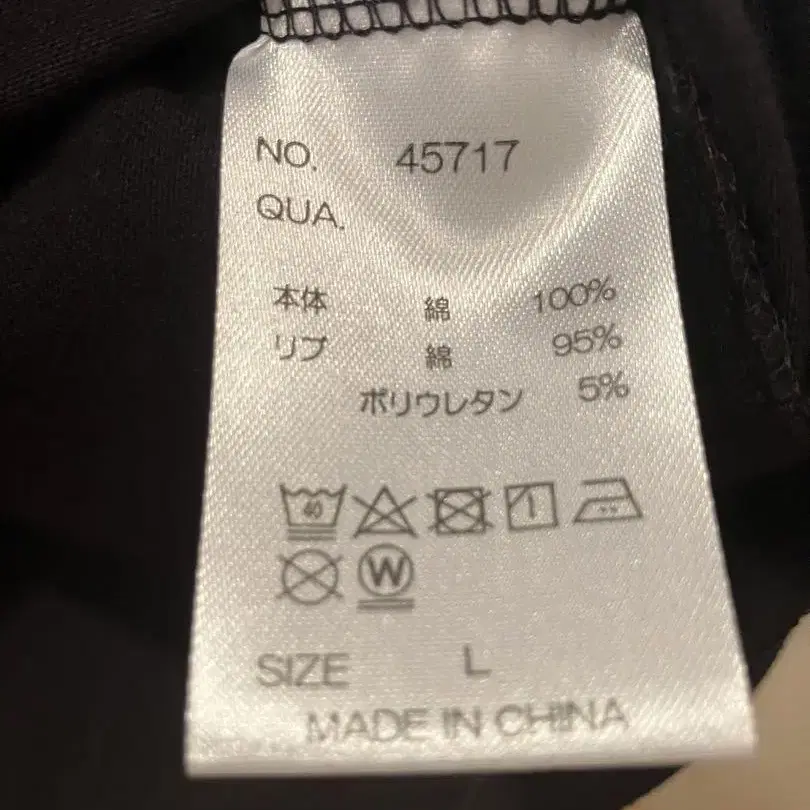 NO. 45717
QUA.
本体 綿 100%
リブ 綿 95%
ポリウレタン 5%
40
W
SIZE L
MADE IN CHINA